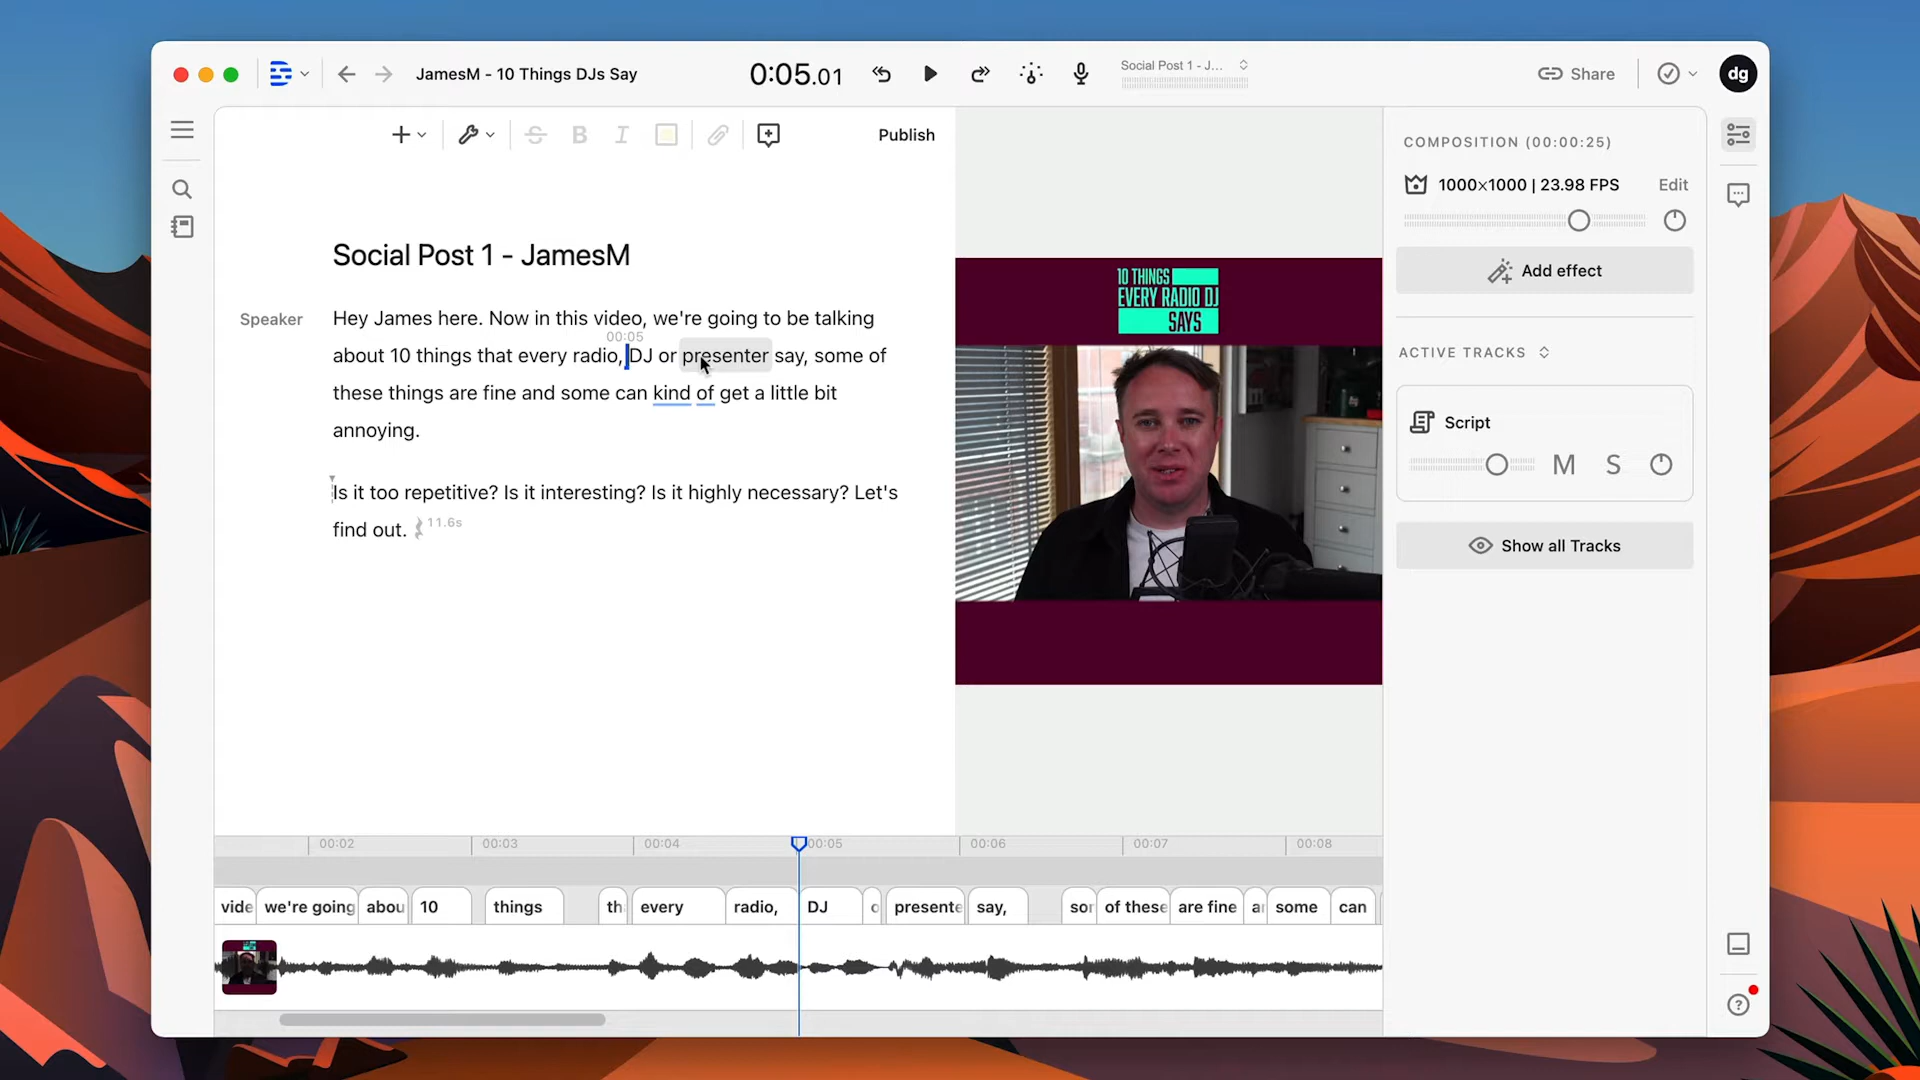 JamesM - 10 Things DJs Say
0:05.01
Social Post 1 - J...
Share
dg
Publish
Social Post 1 - JamesM
Speaker
Hey James here. Now in this video, we're going to be talking
00:05
about 10 things that every radio, DJ or presenter say, some of
these things are fine and some can kind of get a little bit
annoying.
Is it too repetitive? Is it interesting? Is it highly necessary? Let's
find out. 11.6s
10 THINGS
EVERY RADIO DJ
SAYS
COMPOSITION (00:00:25)
1000×1000 | 23.98 FPS Edit
Add effect
ACTIVE TRACKS
Script
M S
Show all Tracks
00:02 00:03 00:04 00:05 00:06 00:07 00:08
vide we're going abou 10 things th every radio, DJ o presente say, sor of these are fine a some can